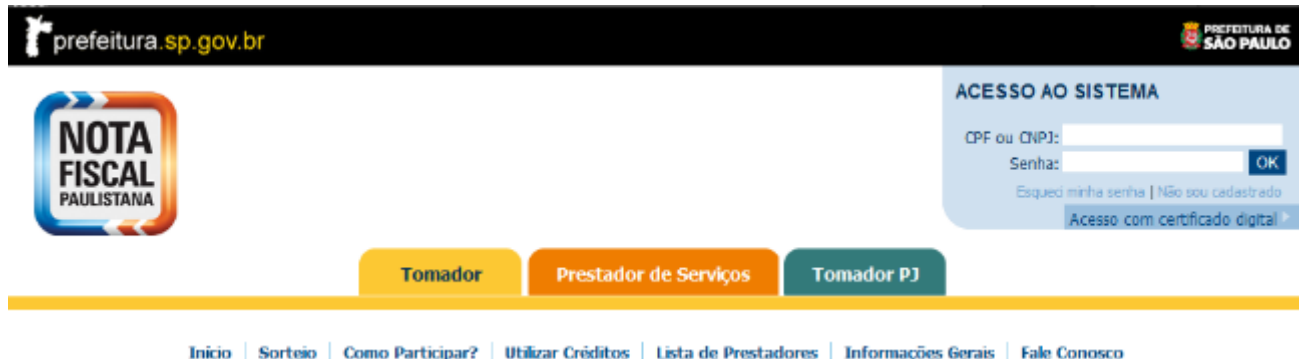 prefeitura.sp.gov.br
PREFEITURA DE
SÃO PAULO
NOTA
FISCAL
PAULISTANA
ACESSO AO SISTEMA
CPF ou CNPJ:
Senha:
OK
Esqueci minha senha | Não sou cadastrado
Acesso com certificado digital
Tomador
Prestador de Serviços
Tomador PJ
Início | Sorteio | Como Participar? | Utilizar Créditos | Lista de Prestadores | Informações Gerais | Fale Conosco